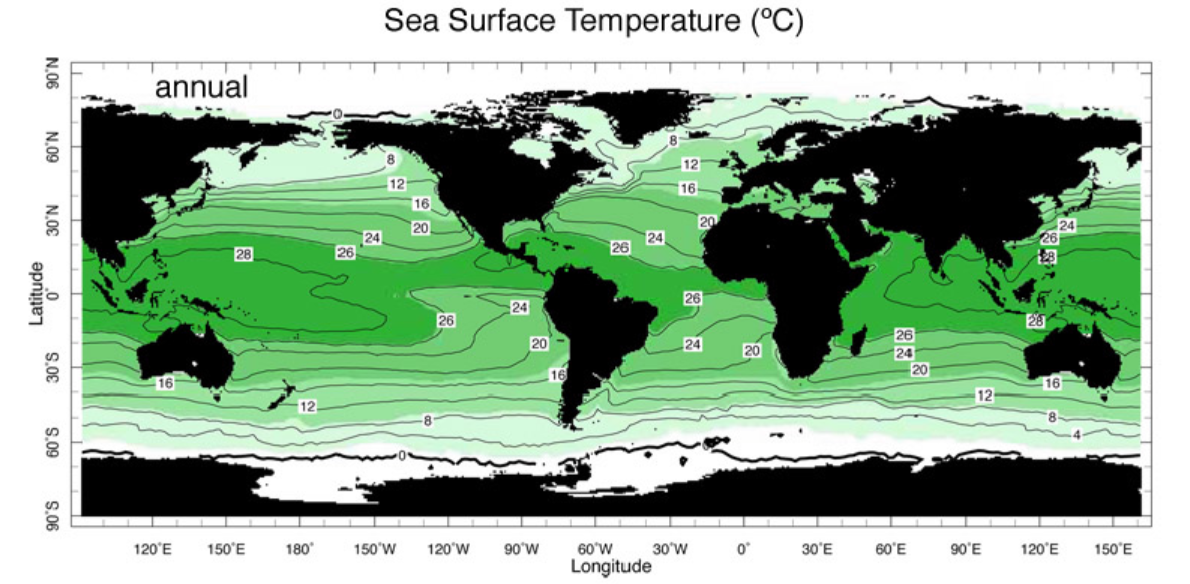 Sea Surface Temperature (ºC)
annual
90˚N
60˚N
30˚N
0˚
30˚S
60˚S
90˚S
Latitude
0
8
8
12
12
16
16
20
20
24
24
26
26
28
24
26
28
26
26
24
28
20
24
20
26
24
20
16
16
16
12
12
8
8
4
0
0
120˚E
150˚E
180˚
150˚W
120˚W
90˚W
60˚W
30˚W
0˚
30˚E
60˚E
90˚E
120˚E
150˚E
Longitude